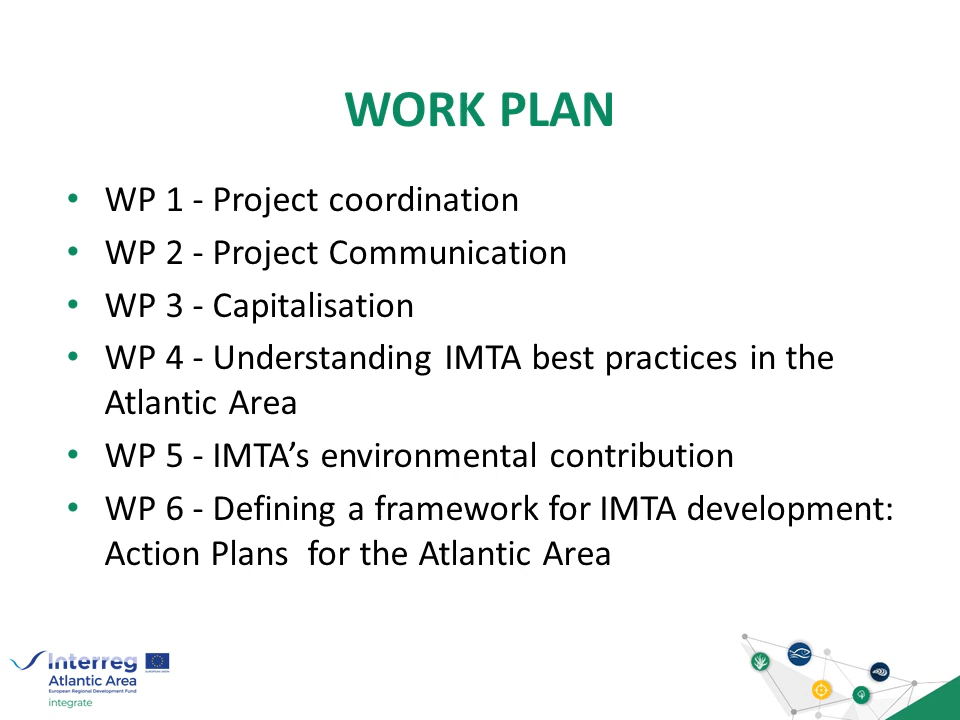 WORK PLAN
• WP 1 - Project coordination
• WP 2 - Project Communication
• WP 3 - Capitalisation
• WP 4 - Understanding IMTA best practices in the
Atlantic Area
• WP 5 - IMTA’s environmental contribution
• WP 6 - Defining a framework for IMTA development:
Action Plans  for the Atlantic Area
Interreg
EUROPEAN UNION
Atlantic Area
European Regional Development Fund
integrate